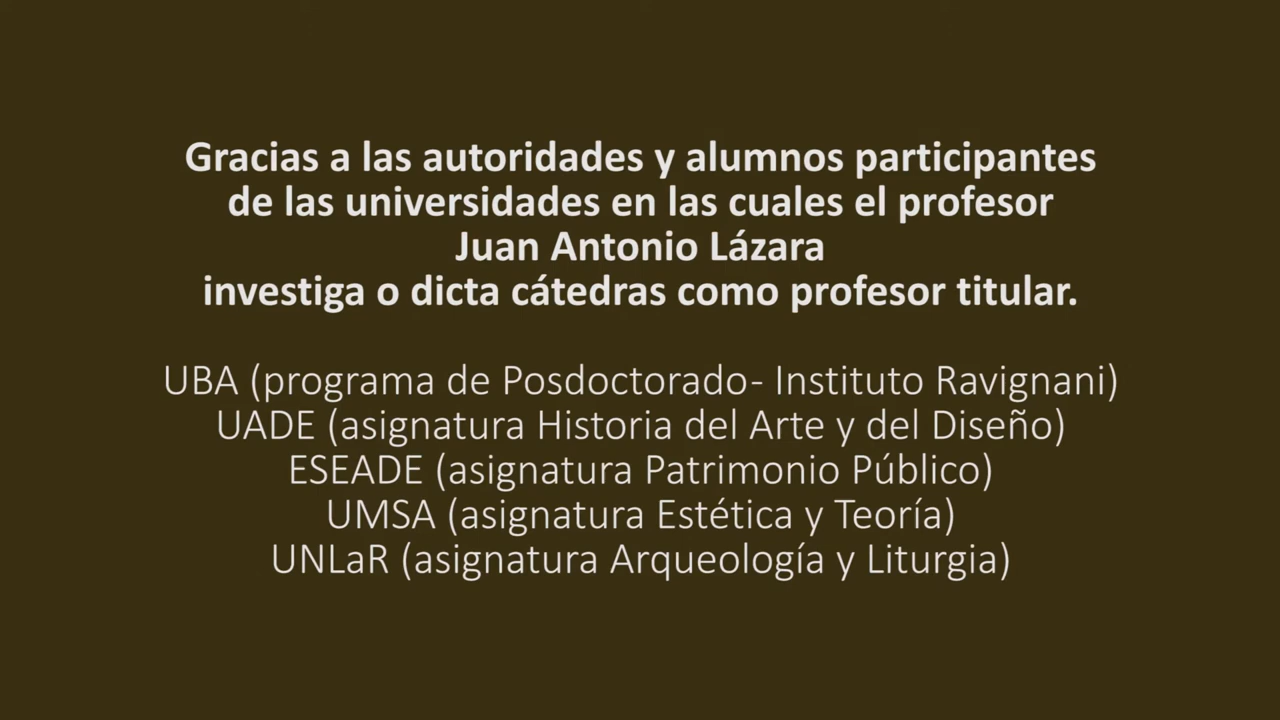 Gracias a las autoridades y alumnos participantes
de las universidades en las cuales el profesor
Juan Antonio Lázara
investiga o dicta cátedras como profesor titular.
UBA (programa de Posdoctorado- Instituto Ravignani)
UADE (asignatura Historia del Arte y del Diseño)
ESEADE (asignatura Patrimonio Público)
UMSA (asignatura Estética y Teoría)
UNLaR (asignatura Arqueología y Liturgia)